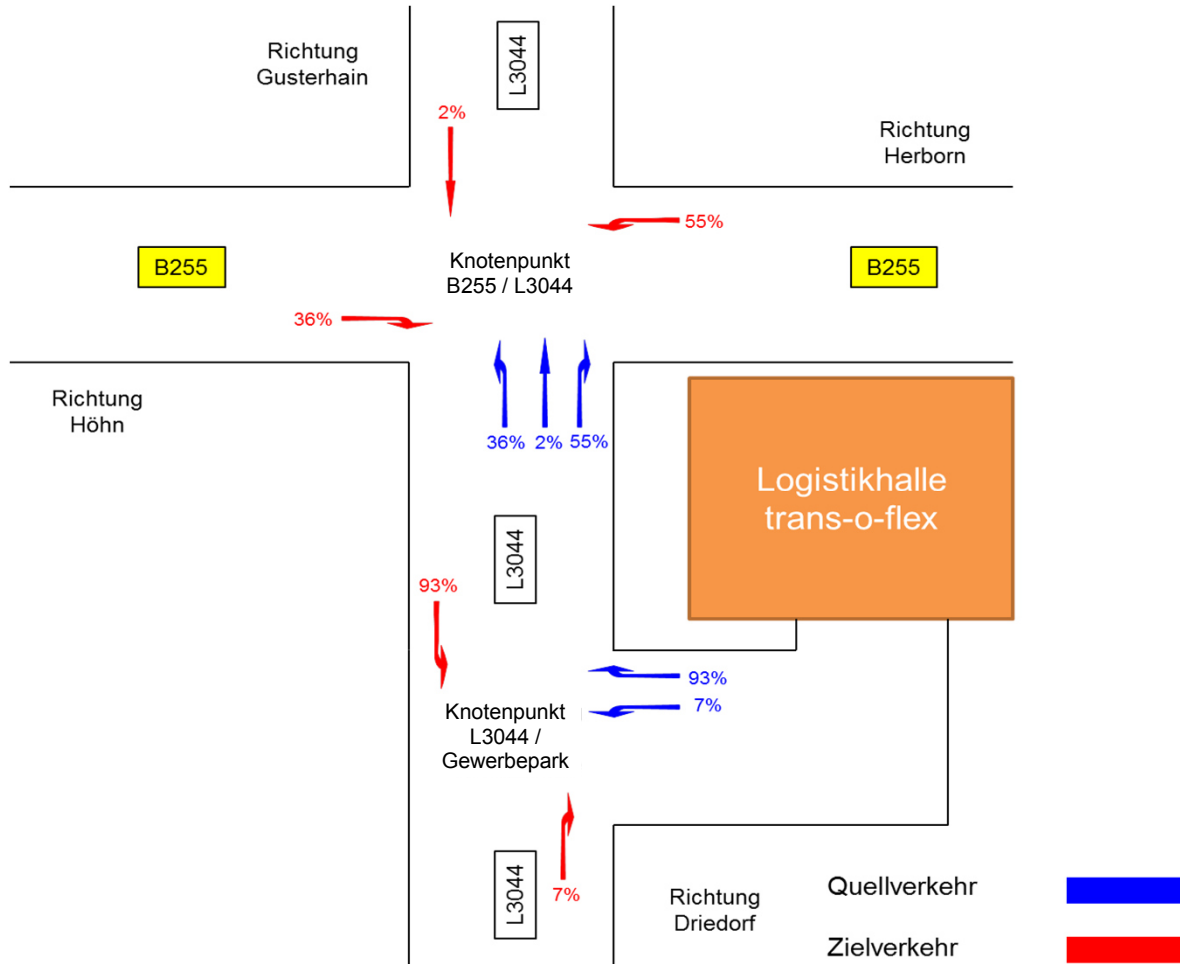 Richtung
Gusterhain
L3044
2%
Richtung
Herborn
55%
B255
Knotenpunkt
B255 / L3044
B255
36%
Richtung
Höhn
36% 2% 55%
Logistikhalle
trans-o-flex
L3044
93%
93%
7%
Knotenpunkt
L3044 /
Gewerbepark
L3044
7%
Richtung
Driedorf
Quellverkehr
Zielverkehr